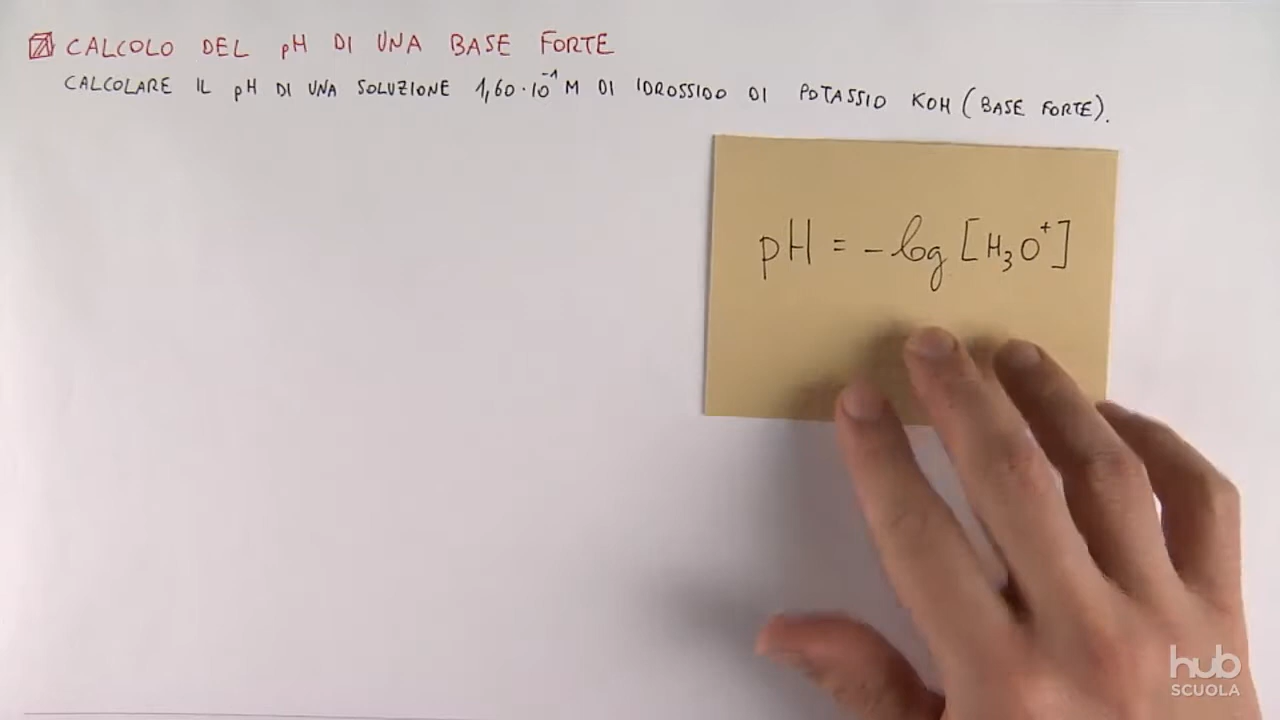 CALCOLO DEL pH DI UNA BASE FORTE
CALCOLARE IL pH DI UNA SOLUZIONE 1,60·10⁻¹ M DI IDROSSIDO DI POTASSIO KOH (BASE FORTE).
pH = -log [H₃O⁺]
hub
SCUOLA